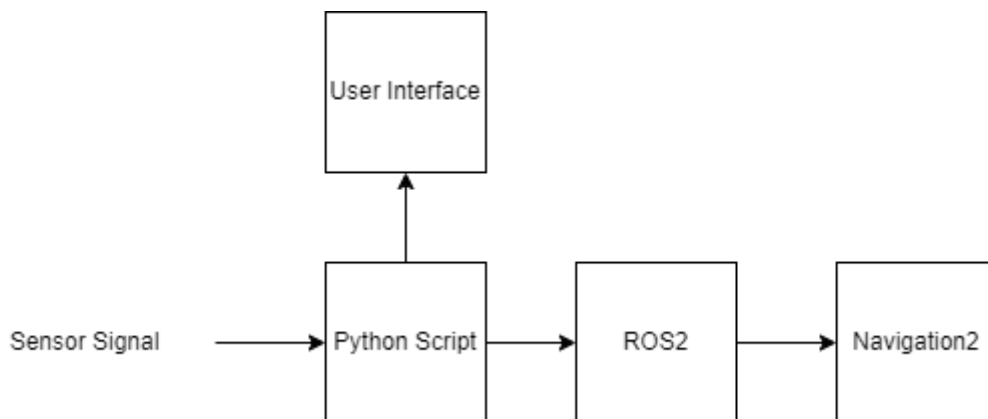 User Interface
Sensor Signal
Python Script
ROS2
Navigation2